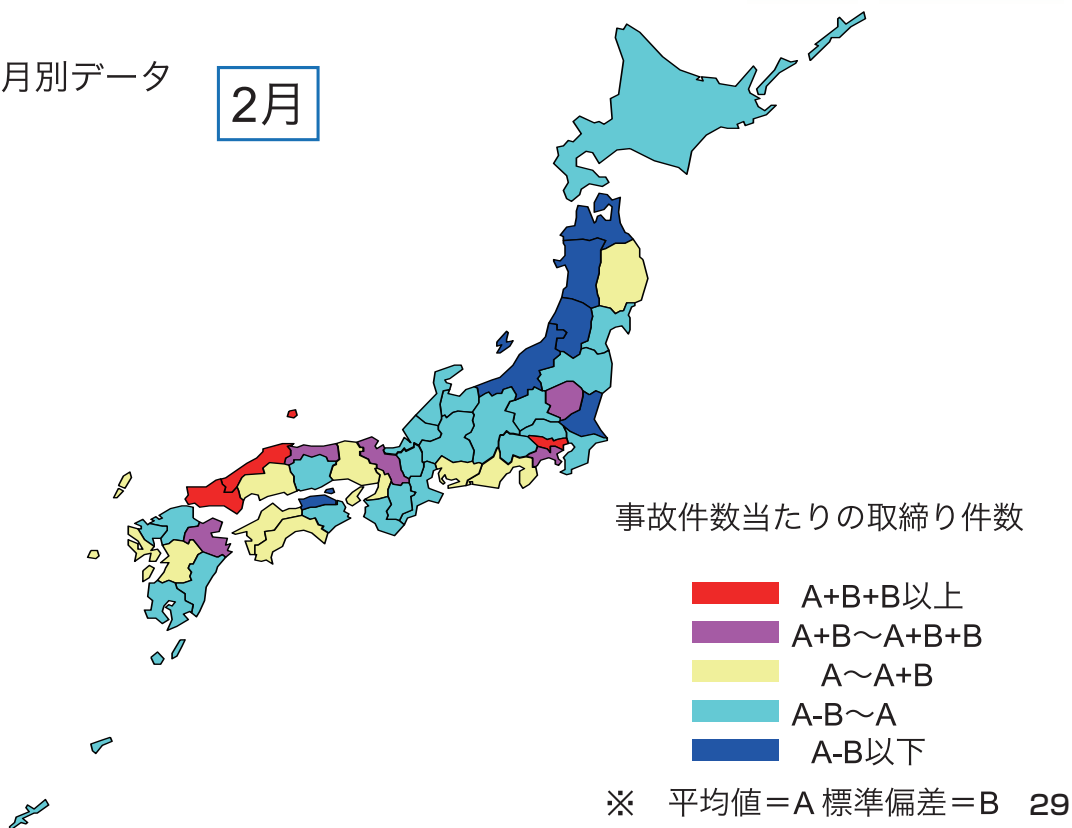 月別データ
2月
事故件数当たりの取締り件数
A+B+B以上
A+B～A+B+B
A～A+B
A-B～A
A-B以下
※ 平均値＝A 標準偏差＝B 29